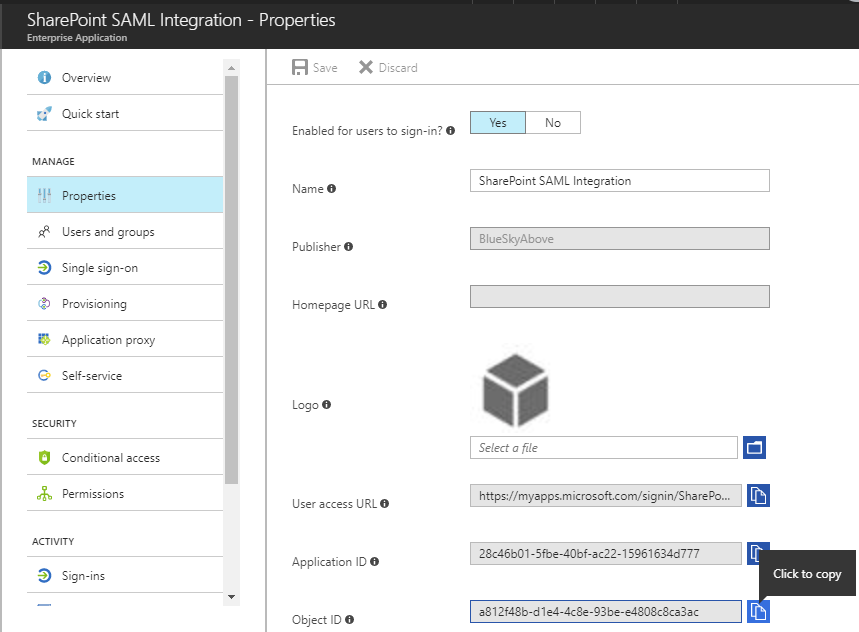 SharePoint SAML Integration - Properties
Enterprise Application
Overview
Quick start
MANAGE
Properties
Users and groups
Single sign-on
Provisioning
Application proxy
Self-service
SECURITY
Conditional access
Permissions
ACTIVITY
Sign-ins
Save Discard
Enabled for users to sign-in? Yes No
Name SharePoint SAML Integration
Publisher BlueSkyAbove
Homepage URL
Logo
Select a file
User access URL https://myapps.microsoft.com/signin/SharePo...
Application ID 28c46b01-5fbe-40bf-ac22-15961634d777
Click to copy
Object ID a812f48b-d1e4-4c8e-93be-e4808c8ca3ac